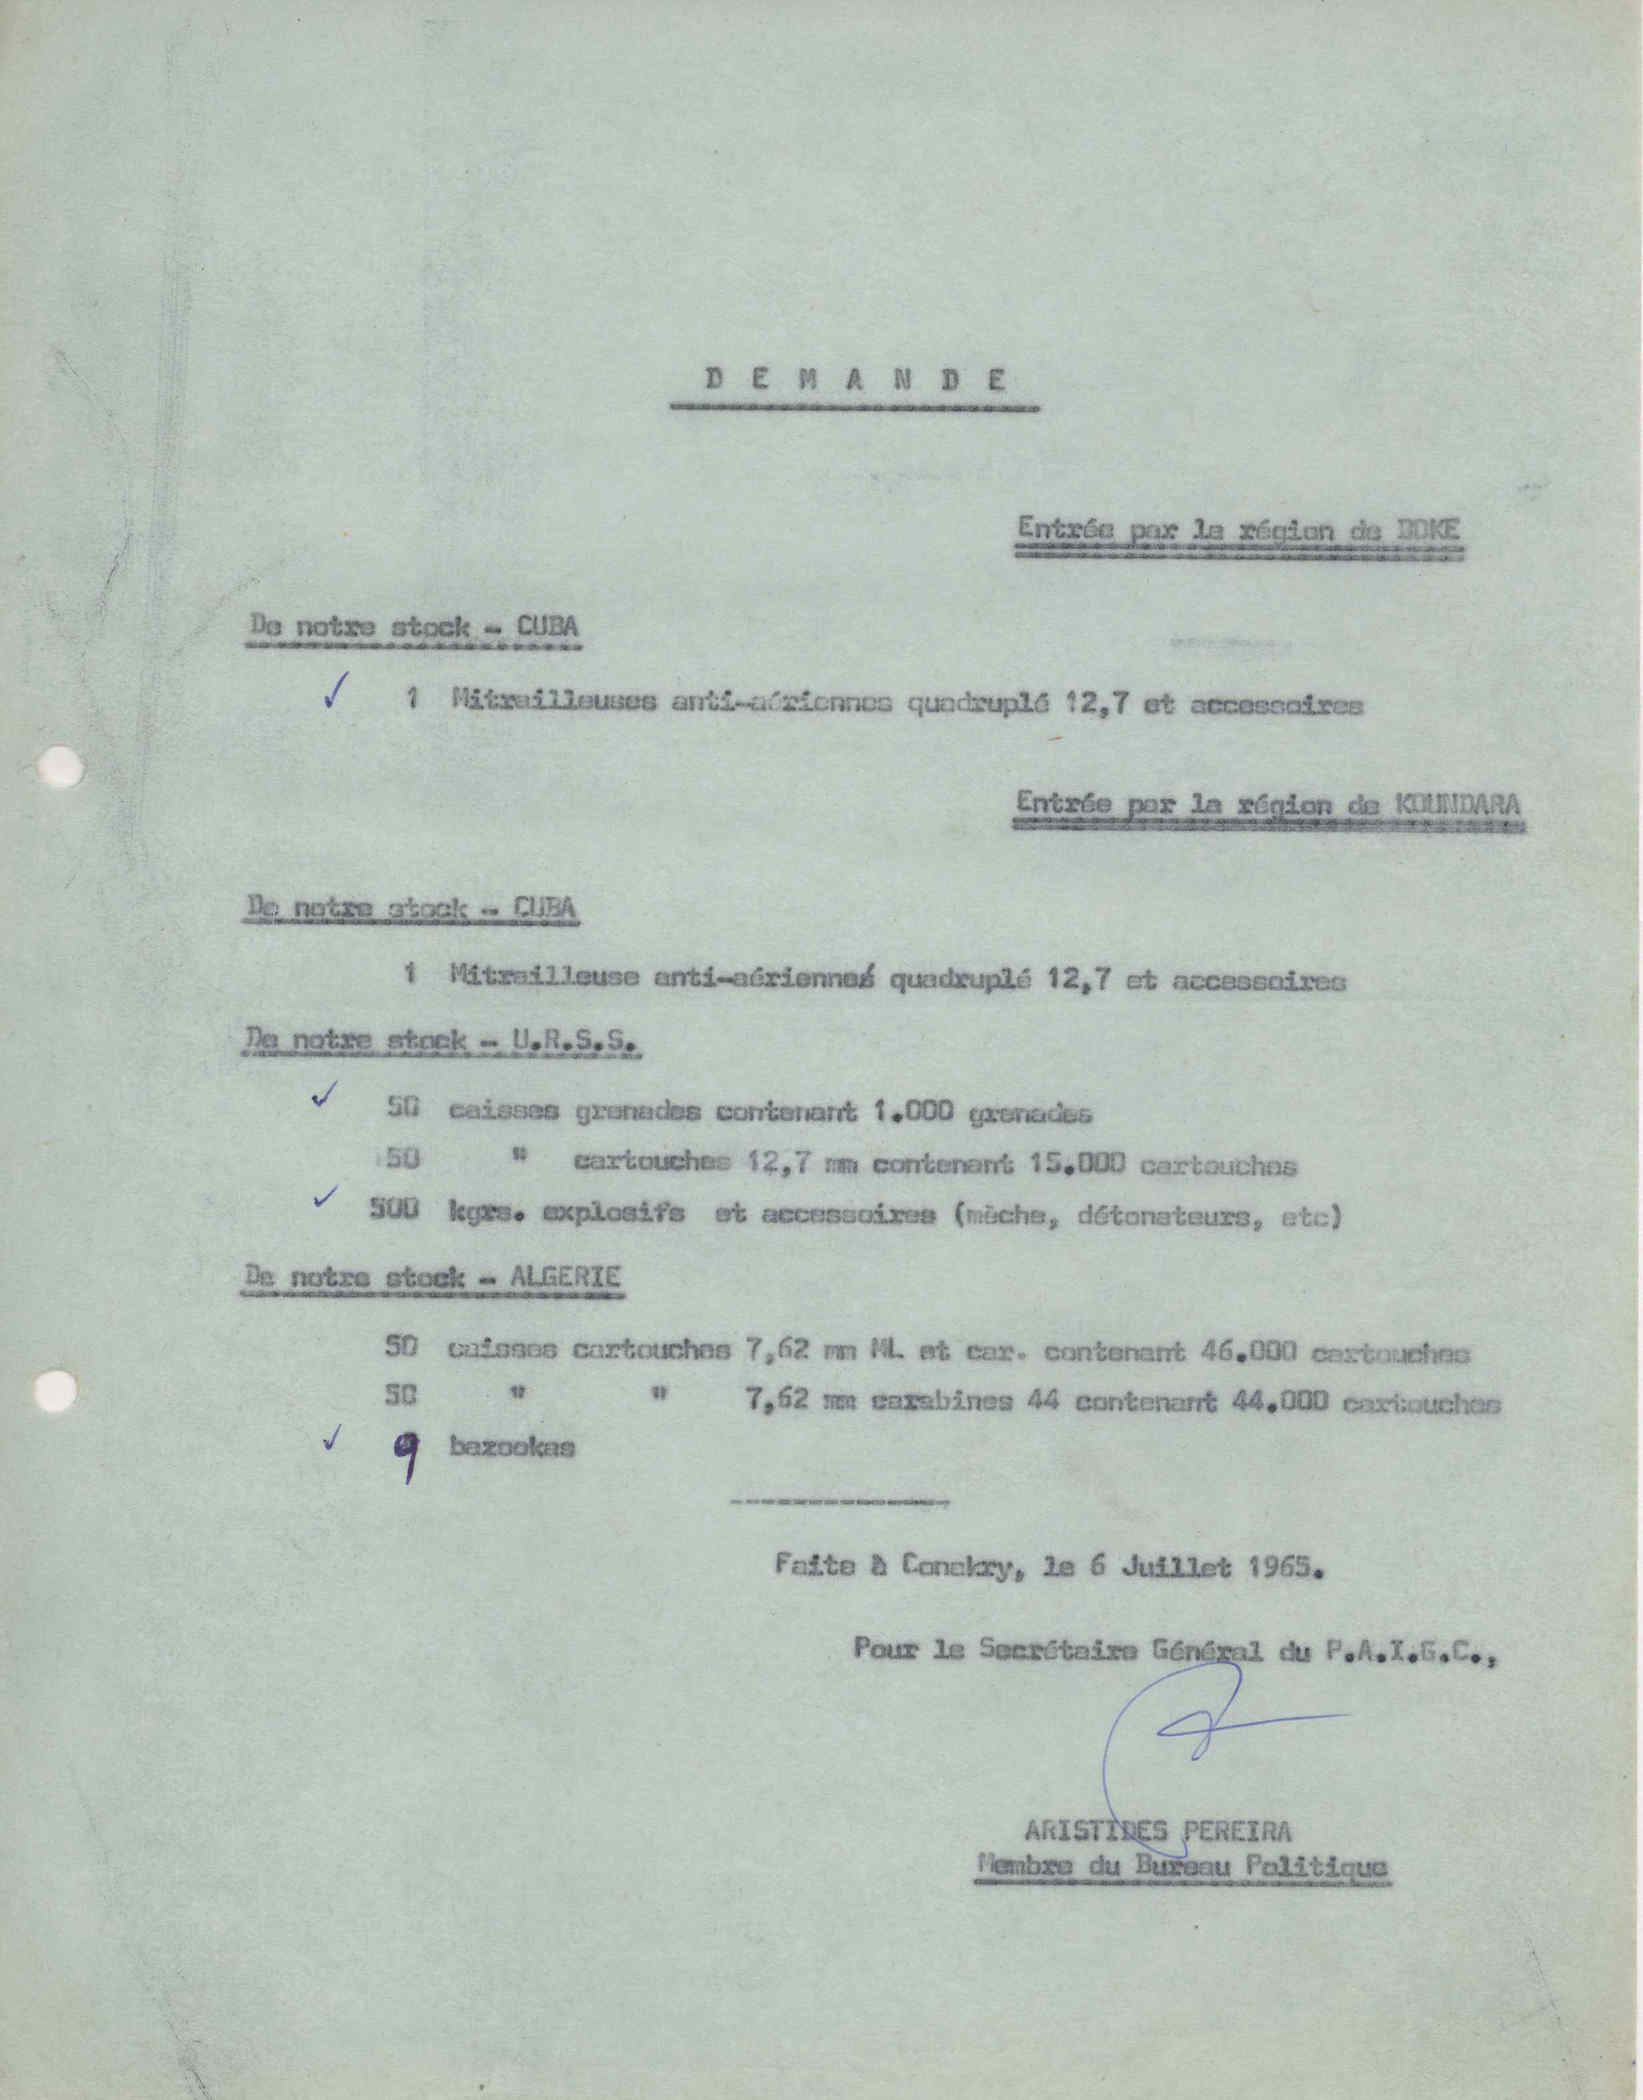 D E M A N D E
Entrée par la région de BOKE
De notre stock - CUBA
✓ 1 Mitrailleuses anti-aériennes quadruplé 12,7 et accessoires
Entrée par la région de KOUNDARA
De notre stock - CUBA
1 Mitrailleuse anti-aériennes quadruplé 12,7 et accessoires
De notre stock - U.R.S.S.
✓ 50 caisses grenades contenant 1.000 grenades
50 " cartouches 12,7 mm contenant 15.000 cartouches
✓ 500 kgrs. explosifs et accessoires (mèche, détonateurs, etc)
De notre stock - ALGERIE
50 caisses cartouches 7,62 mm ML et car. contenant 46.000 cartouches
50 " " 7,62 mm carabines 44 contenant 44.000 cartouches
✓ 9 bazookas
Faite à Conakry, le 6 Juillet 1965.
Pour le Secrétaire Général du P.A.I.G.C.,
ARISTIDES PEREIRA
Membre du Bureau Politique